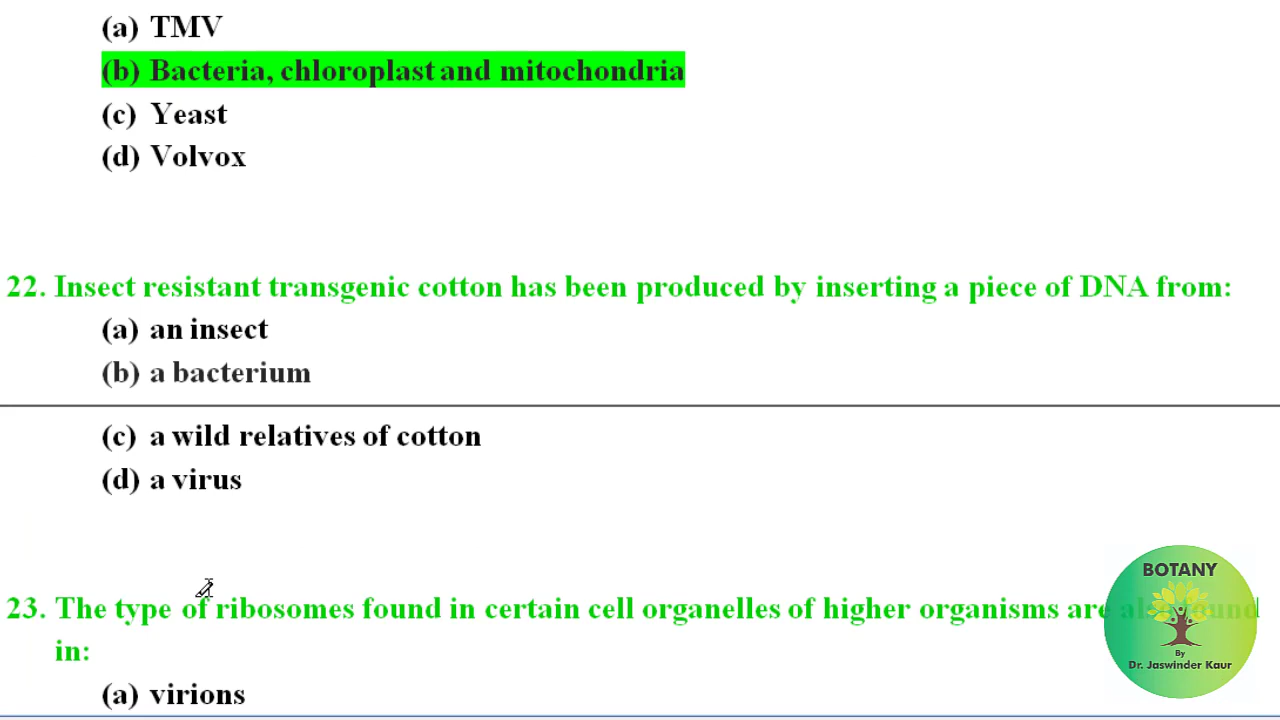 (a) TMV
(b) Bacteria, chloroplast and mitochondria
(c) Yeast
(d) Volvox
22. Insect resistant transgenic cotton has been produced by inserting a piece of DNA from:
(a) an insect
(b) a bacterium
(c) a wild relatives of cotton
(d) a virus
23. The type of ribosomes found in certain cell organelles of higher organisms are also found
in:
(a) virions
BOTANY
By
Dr. Jaswinder Kaur